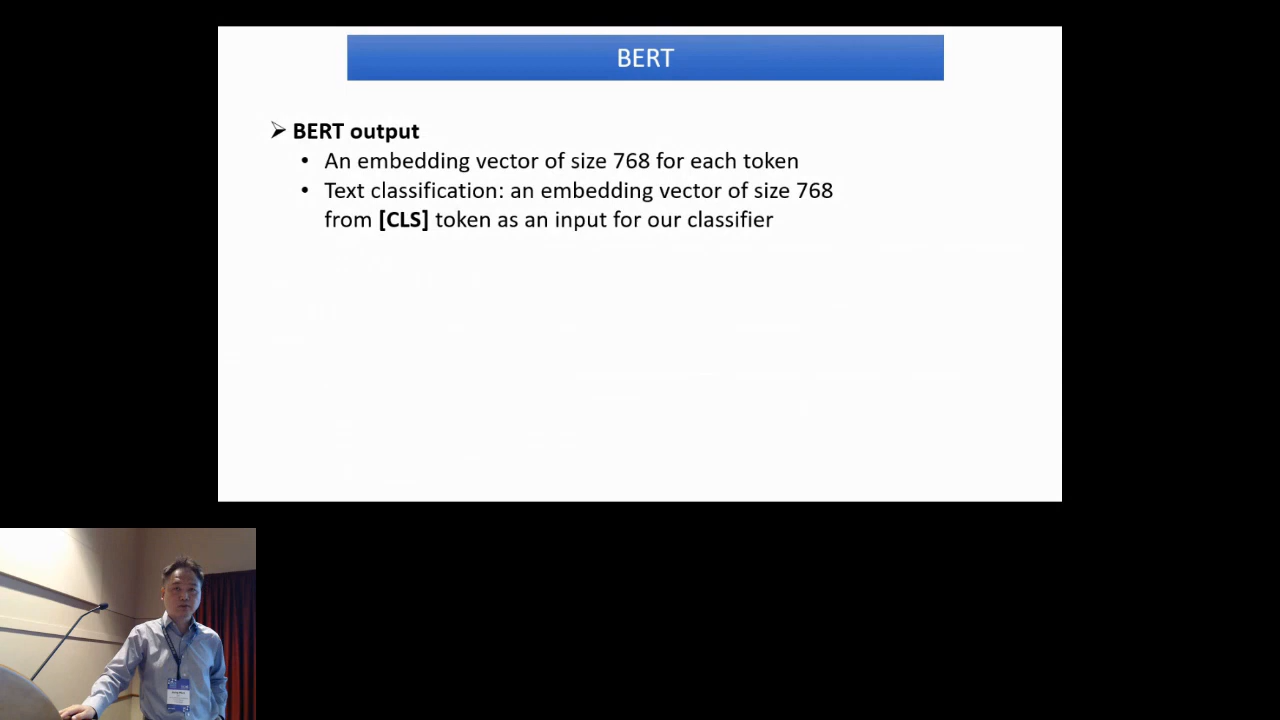 BERT
➢ BERT output
• An embedding vector of size 768 for each token
• Text classification: an embedding vector of size 768
from [CLS] token as an input for our classifier